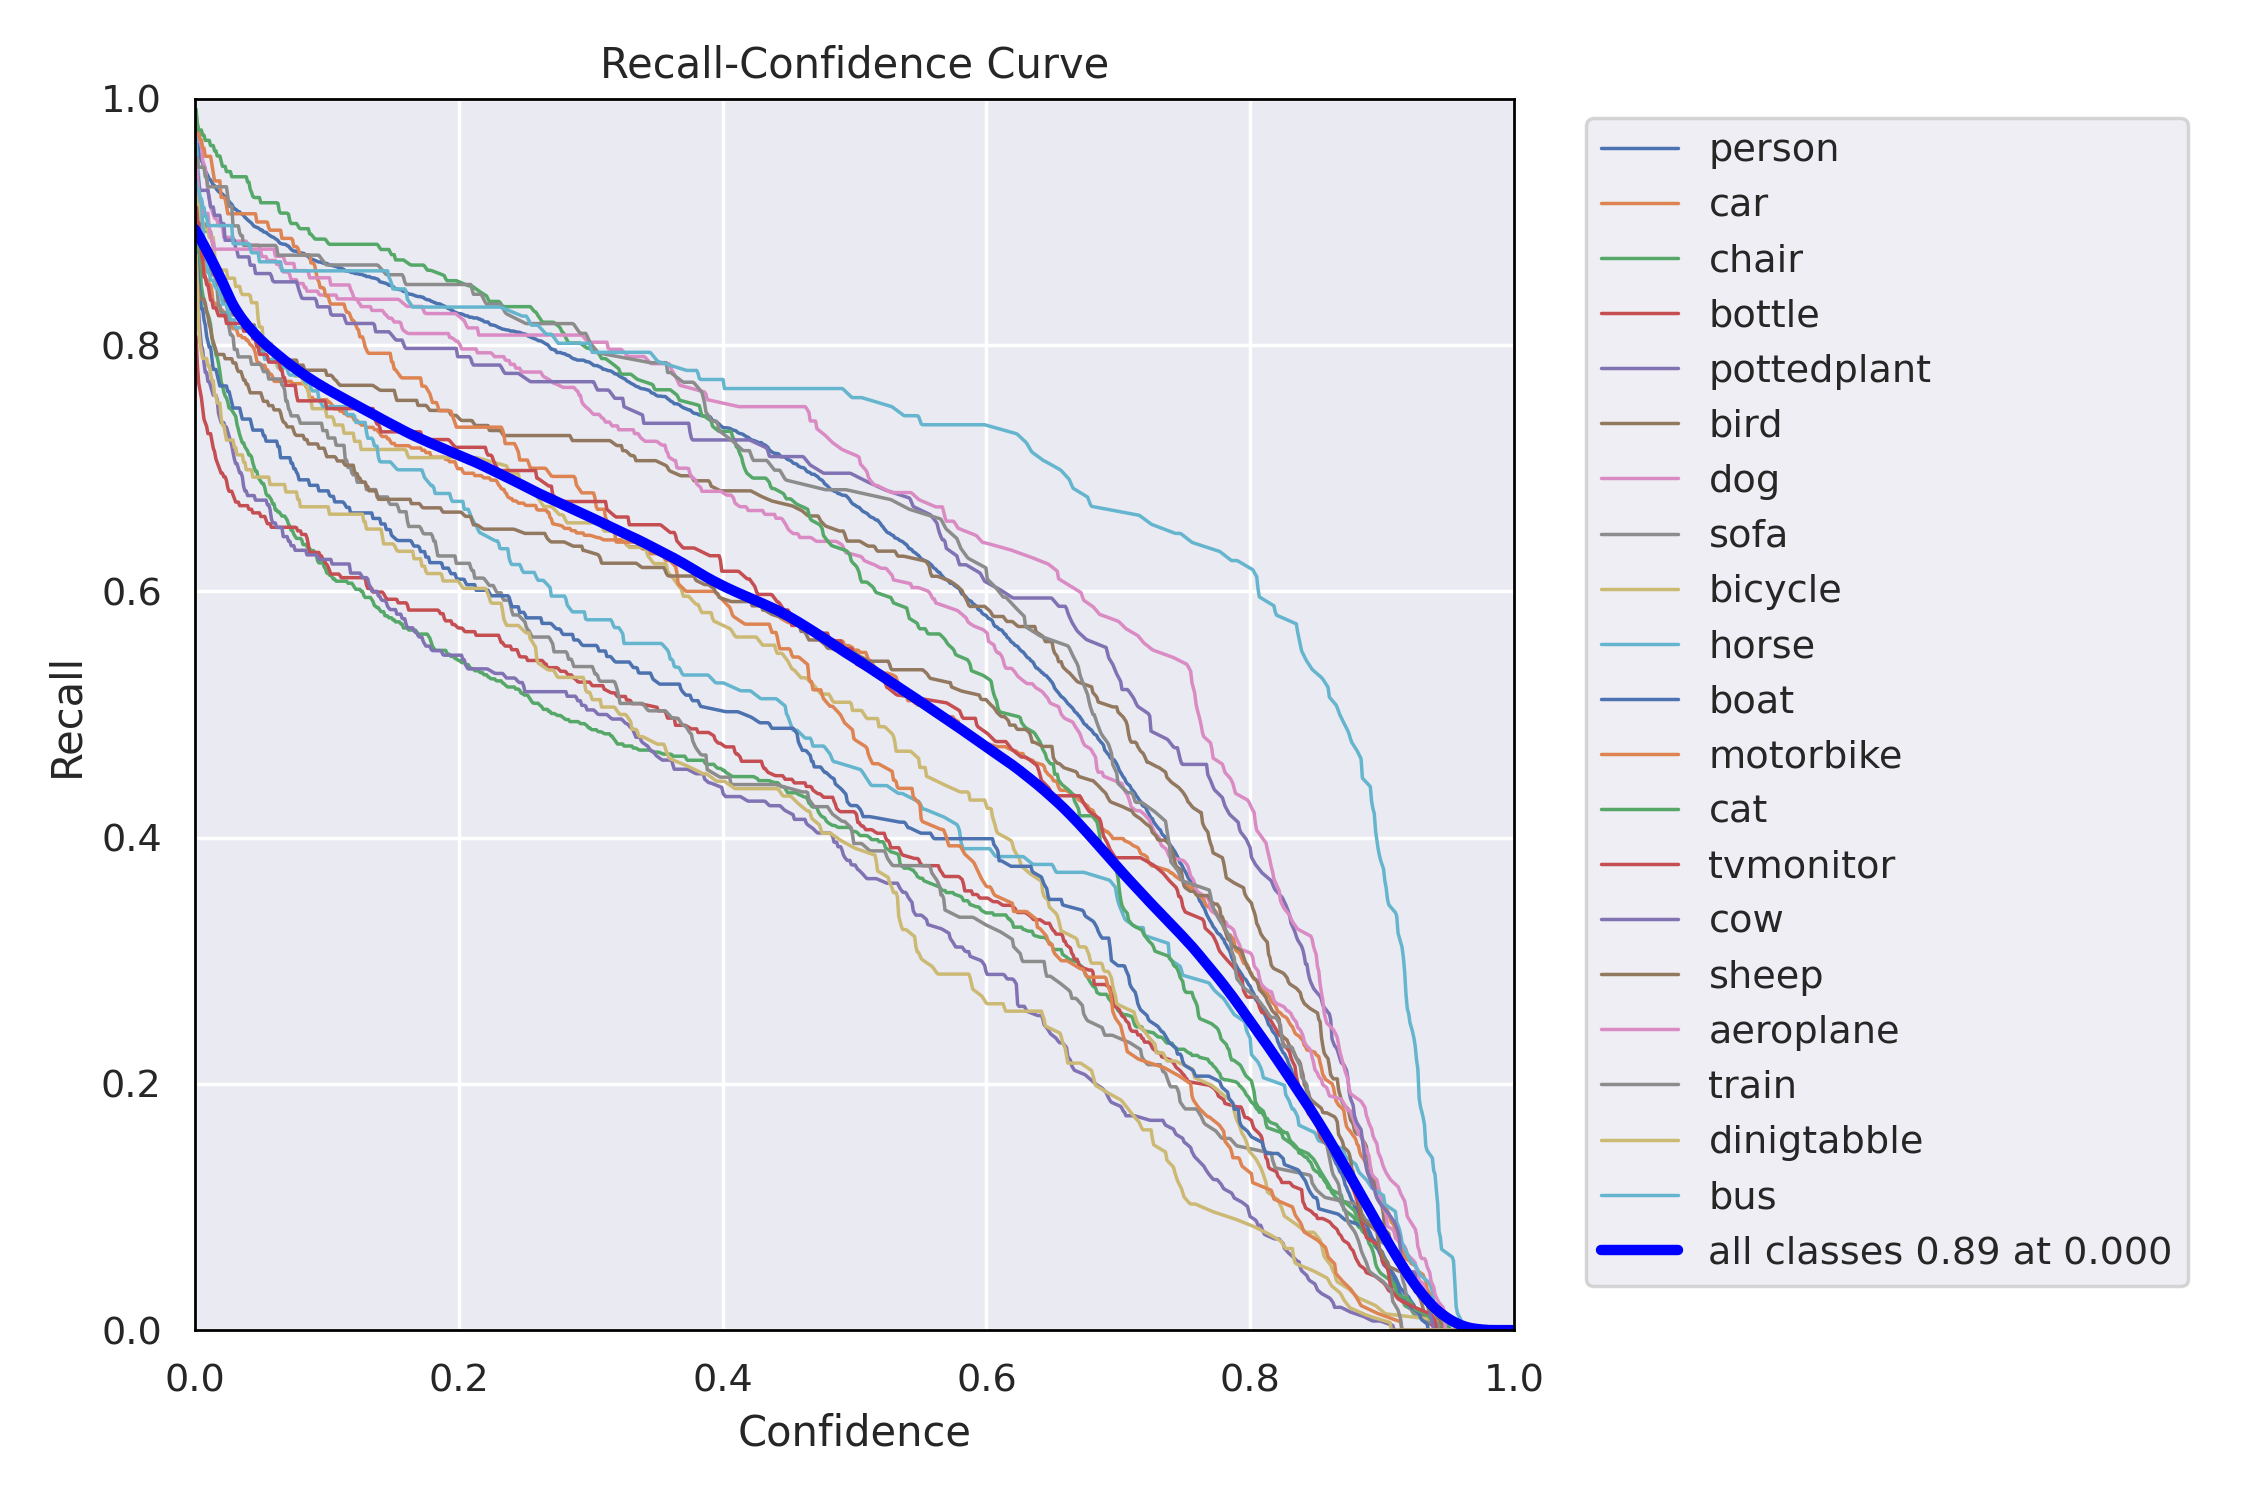 Recall-Confidence Curve
1.0
0.8
0.6
0.4
0.2
0.0
Recall
0.0 0.2 0.4 0.6 0.8 1.0
Confidence
person
car
chair
bottle
pottedplant
bird
dog
sofa
bicycle
horse
boat
motorbike
cat
tvmonitor
cow
sheep
aeroplane
train
dinigtabble
bus
all classes 0.89 at 0.000